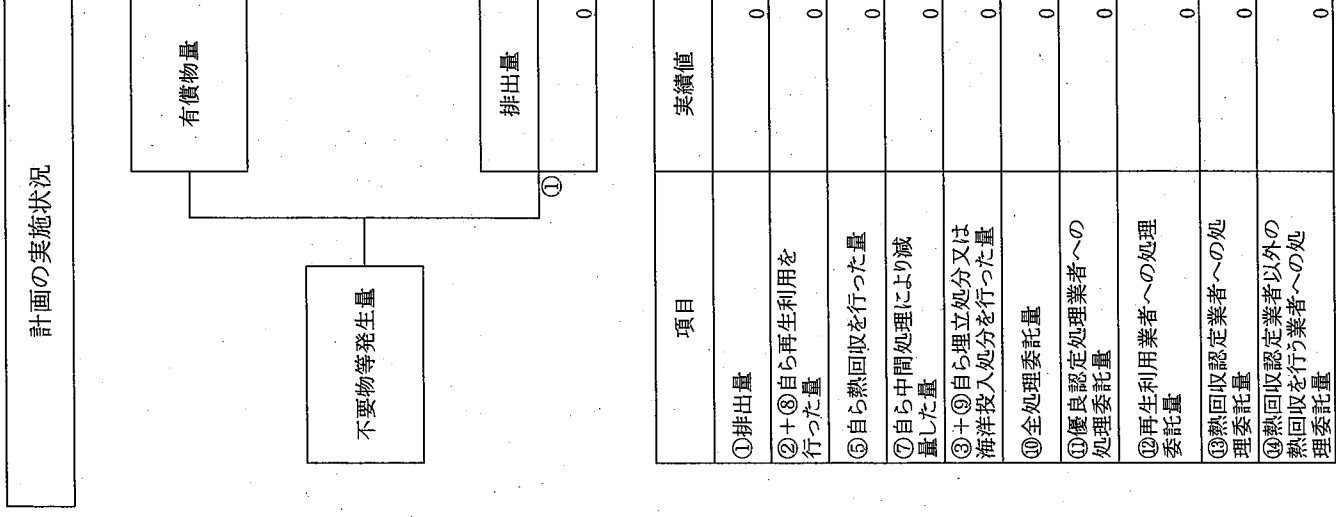 計画の実施状況
有償物量
不要物等発生量
排出量
①
0
項目
実績値
①排出量
0
②+⑧自ら再生利用を
行った量
0
⑤自ら熱回収を行った量
0
⑦自ら中間処理により減
量した量
0
③+⑨自ら埋立処分又は
海洋投入処分を行った量
0
⑩全処理委託量
0
⑪優良認定処理業者への
処理委託量
0
⑫再生利用業者への処理
委託量
0
⑬熱回収認定業者への処
理委託量
0
⑭熱回収認定業者以外の
熱回収を行う業者への処
理委託量
0